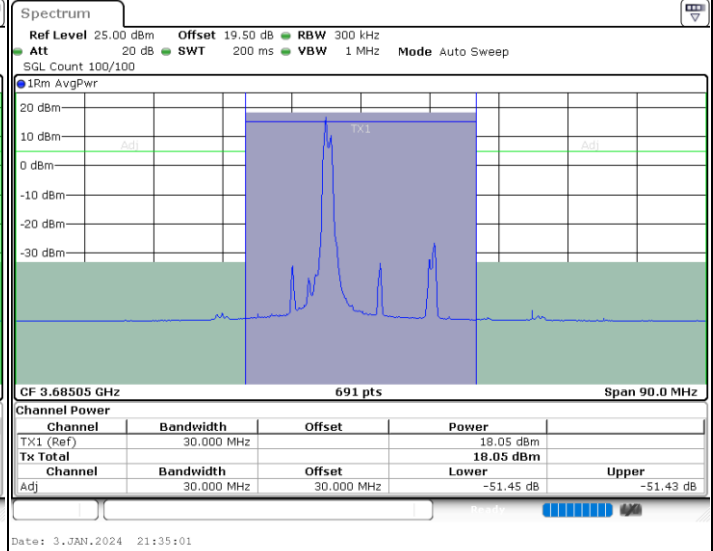 Spectrum
Ref Level 25.00 dBm Offset 19.50 dB RBW 300 kHz
Att 20 dB SWT 200 ms VBW 1 MHz Mode Auto Sweep
SGL Count 100/100
1Rm AvgPwr
20 dBm
TX1
10 dBm
Adj Adj
0 dBm
-10 dBm
-20 dBm
-30 dBm
CF 3.68505 GHz 691 pts Span 90.0 MHz
Channel Power
Channel Bandwidth Offset Power
TX1 (Ref) 30.000 MHz 18.05 dBm
Tx Total 18.05 dBm
Channel Bandwidth Offset Lower Upper
Adj 30.000 MHz 30.000 MHz -51.45 dB -51.43 dB
Ready
Date: 3.JAN.2024 21:35:01